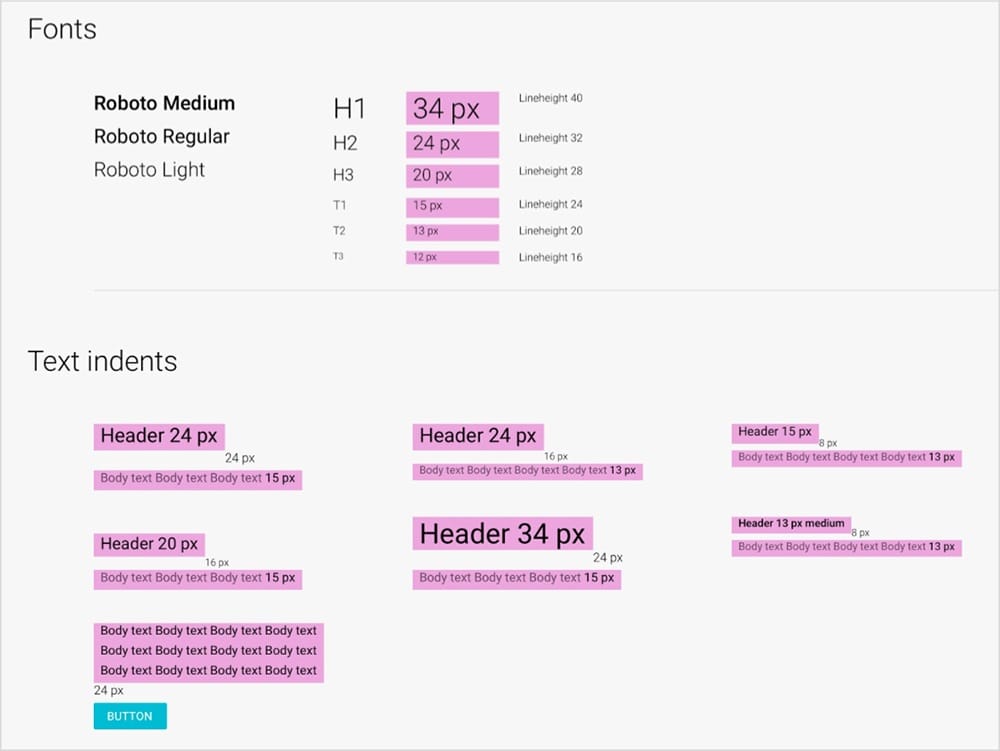 Fonts
Roboto Medium
Roboto Regular
Roboto Light
H1 34 px Lineheight 40
H2 24 px Lineheight 32
H3 20 px Lineheight 28
T1 15 px Lineheight 24
T2 13 px Lineheight 20
T3 12 px Lineheight 16
Text indents
Header 24 px
24 px
Body text Body text Body text 15 px
Header 24 px
16 px
Body text Body text Body text Body text 13 px
Header 15 px
8 px
Body text Body text Body text Body text 13 px
Header 20 px
16 px
Body text Body text Body text 15 px
Header 34 px
24 px
Body text Body text Body text 15 px
Header 13 px medium
8 px
Body text Body text Body text Body text 13 px
Body text Body text Body text Body text
Body text Body text Body text Body text
Body text Body text Body text Body text
24 px
BUTTON